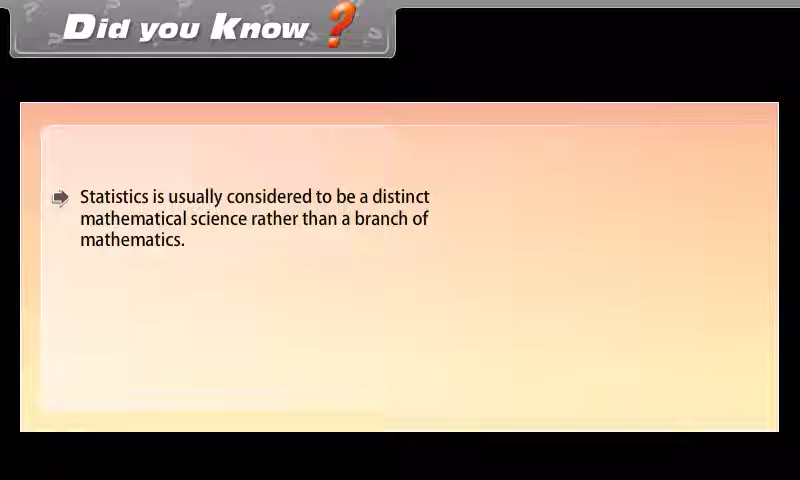 Did you Know ?
Statistics is usually considered to be a distinct
mathematical science rather than a branch of
mathematics.